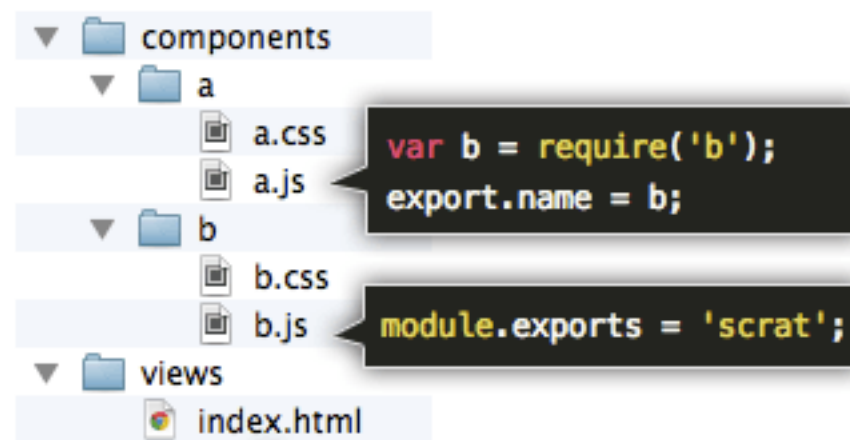 components
a
a.css
var b = require('b');
a.js
export.name = b;
b
b.css
b.js
module.exports = 'scrat';
views
index.html